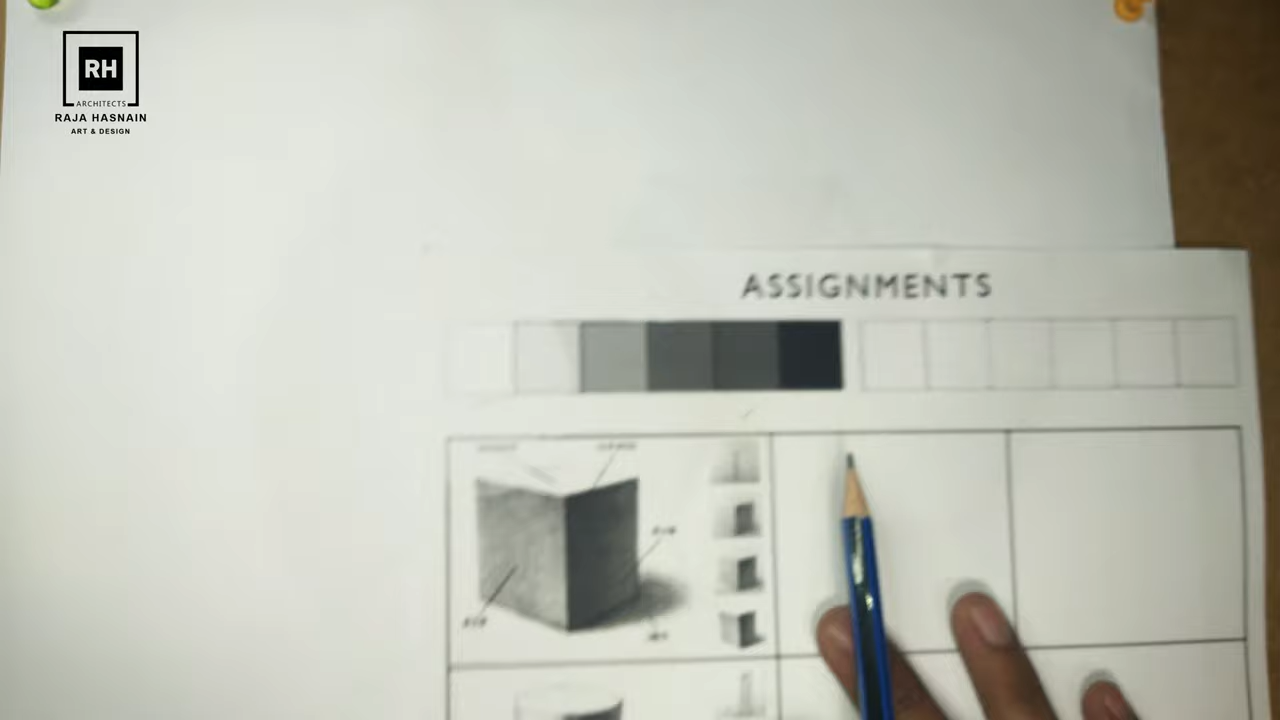 RH
ARCHITECTS
RAJA HASNAIN
ART & DESIGN
ASSIGNMENTS